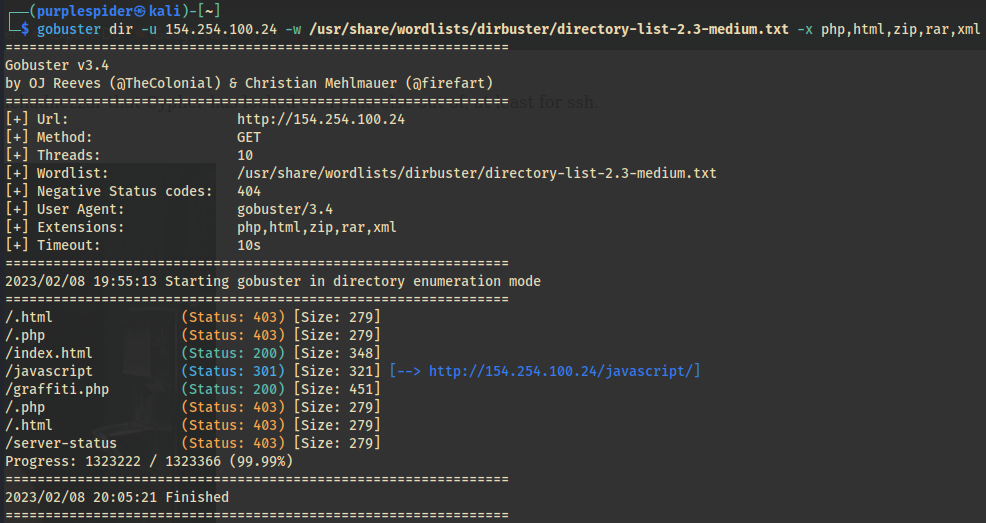 ┌──(purplespider㉿kali)-[~]
└─$ gobuster dir -u 154.254.100.24 -w /usr/share/wordlists/dirbuster/directory-list-2.3-medium.txt -x php,html,zip,rar,xml
===============================================================
Gobuster v3.4
by OJ Reeves (@TheColonial) & Christian Mehlmauer (@firefart)
===============================================================
[+] Url:                     http://154.254.100.24
[+] Method:                  GET
[+] Threads:                 10
[+] Wordlist:                /usr/share/wordlists/dirbuster/directory-list-2.3-medium.txt
[+] Negative Status codes:   404
[+] User Agent:              gobuster/3.4
[+] Extensions:              php,html,zip,rar,xml
[+] Timeout:                 10s
===============================================================
2023/02/08 19:55:13 Starting gobuster in directory enumeration mode
===============================================================
/.html                (Status: 403) [Size: 279]
/.php                 (Status: 403) [Size: 279]
/index.html           (Status: 200) [Size: 348]
/javascript           (Status: 301) [Size: 321] [--> http://154.254.100.24/javascript/]
/graffiti.php         (Status: 200) [Size: 451]
/.php                 (Status: 403) [Size: 279]
/.html                (Status: 403) [Size: 279]
/server-status        (Status: 403) [Size: 279]
Progress: 1323222 / 1323366 (99.99%)
===============================================================
2023/02/08 20:05:21 Finished
===============================================================